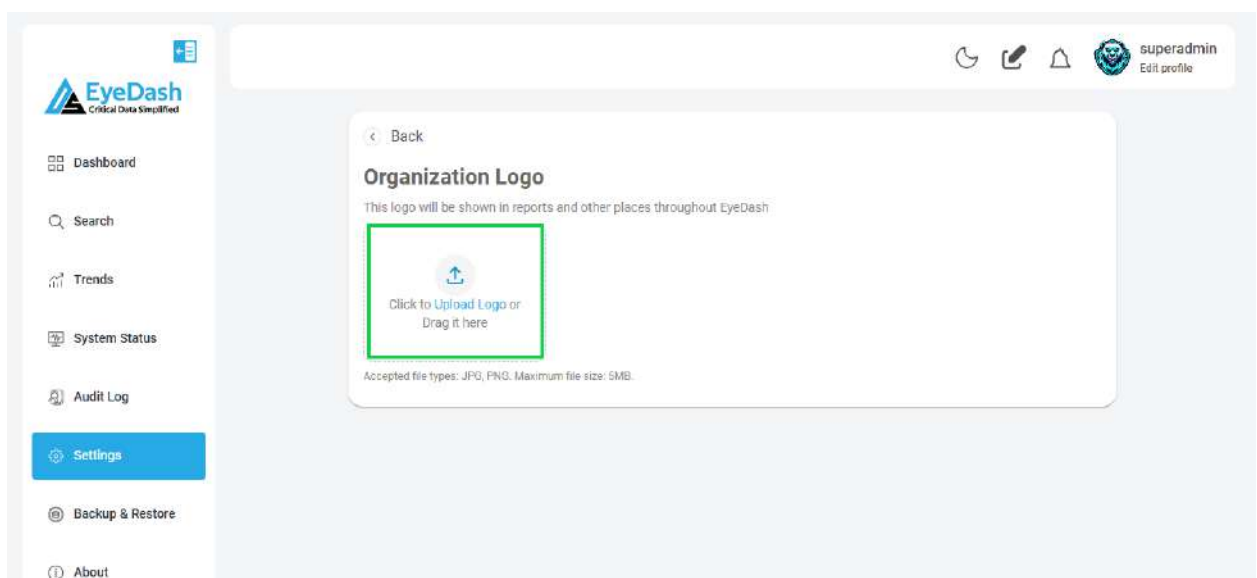 superadmin
Edit profile
EyeDash
Critical Data Simplified
Dashboard
Search
Trends
System Status
Audit Log
Settings
Backup & Restore
About
Back
Organization Logo
This logo will be shown in reports and other places throughout EyeDash
Click to Upload Logo or
Drag it here
Accepted file types: JPG, PNG. Maximum file size: 5MB.